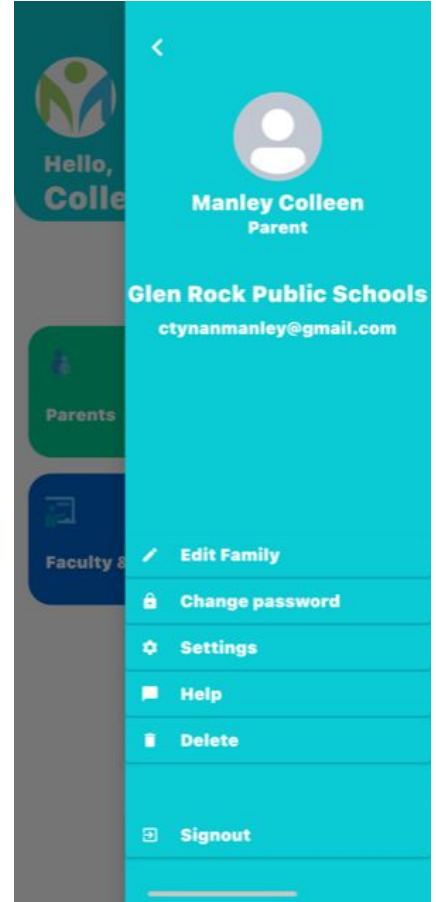 Hello,
Colle
Manley Colleen
Parent
Glen Rock Public Schools
ctynanmanley@gmail.com
Parents
Faculty &
Edit Family
Change password
Settings
Help
Delete
Signout